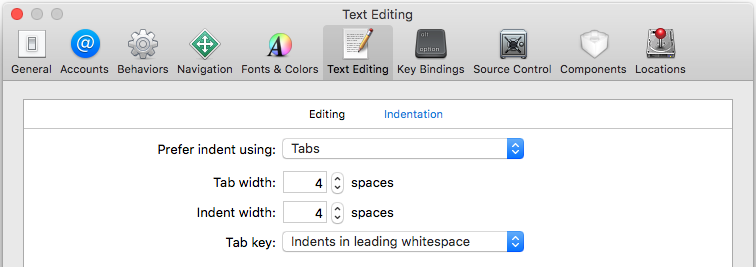 Text Editing
alt
option
General Accounts Behaviors Navigation Fonts & Colors Text Editing Key Bindings Source Control Components Locations
Editing Indentation
Prefer indent using: Tabs
Tab width: 4 spaces
Indent width: 4 spaces
Tab key: Indents in leading whitespace